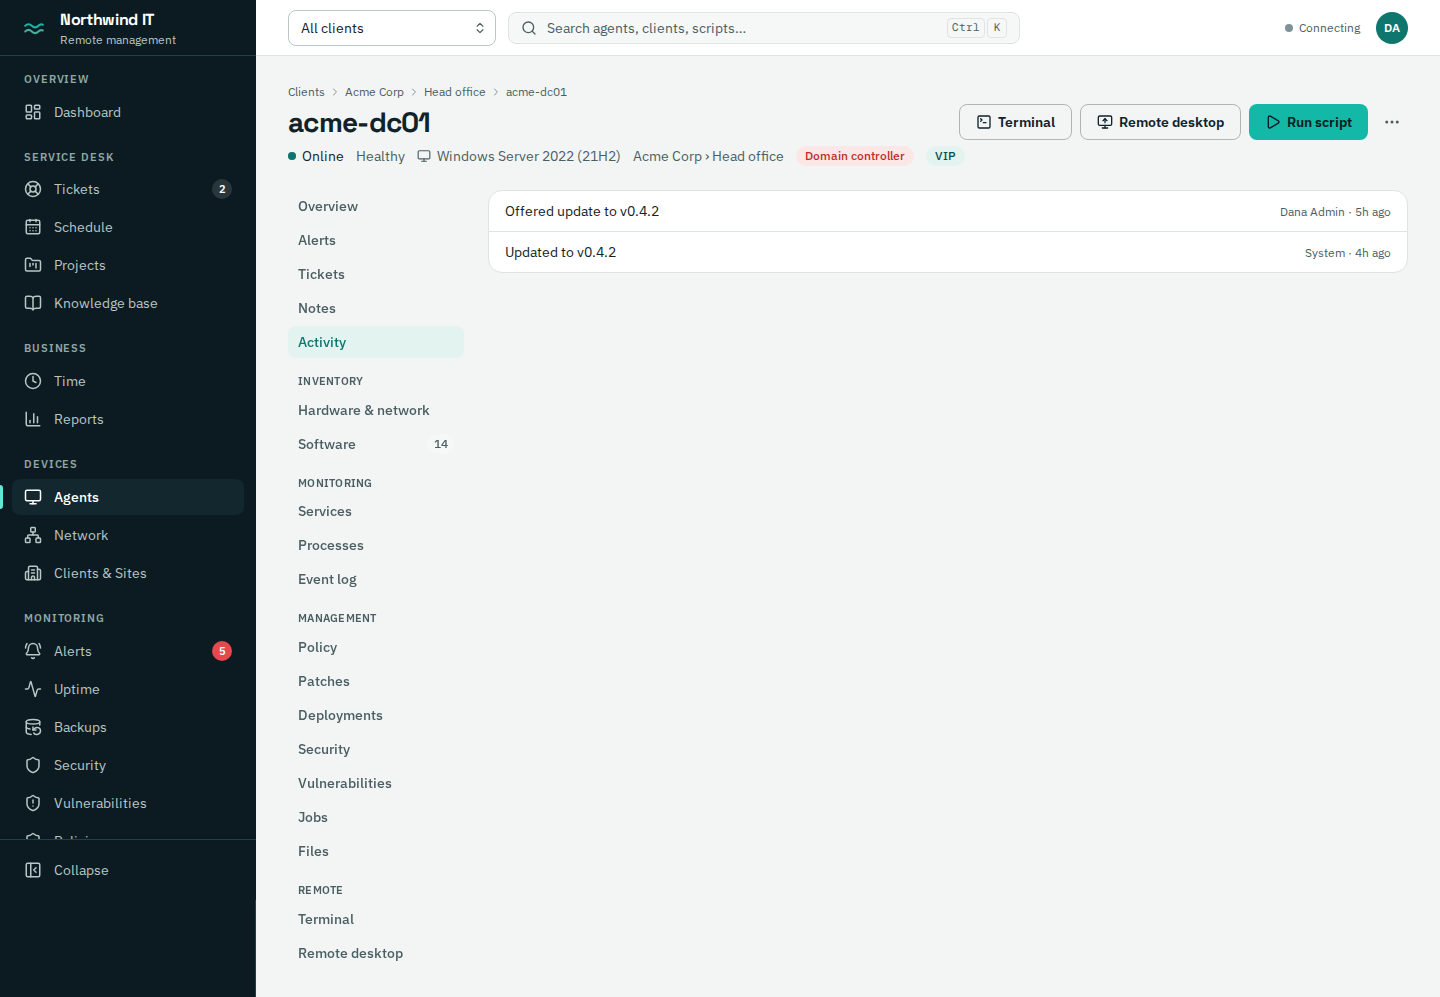 Northwind IT
Remote management
OVERVIEW
Dashboard
SERVICE DESK
Tickets 2
Schedule
Projects
Knowledge base
BUSINESS
Time
Reports
DEVICES
Agents
Network
Clients & Sites
MONITORING
Alerts 5
Uptime
Backups
Security
Vulnerabilities
Collapse
All clients
Search agents, clients, scripts...
Ctrl K
Connecting
DA
Clients > Acme Corp > Head office > acme-dc01
acme-dc01
Terminal
Remote desktop
Run script
Online Healthy Windows Server 2022 (21H2) Acme Corp › Head office Domain controller VIP
Overview
Alerts
Tickets
Notes
Activity
INVENTORY
Hardware & network
Software 14
MONITORING
Services
Processes
Event log
MANAGEMENT
Policy
Patches
Deployments
Security
Vulnerabilities
Jobs
Files
REMOTE
Terminal
Remote desktop
Offered update to v0.4.2 Dana Admin · 5h ago
Updated to v0.4.2 System · 4h ago